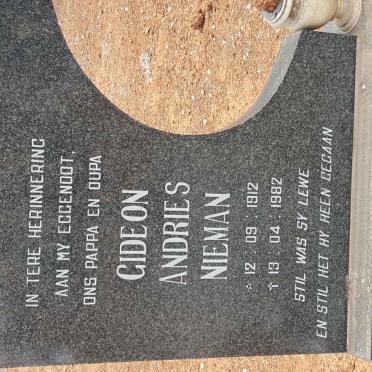 IN TERE HERINNERING
AAN MY EGGENOOT,
ONS PAPPA EN OUPA
GIDEON
ANDRIES
NIEMAN
* 12 . 09 . 1912
† 13 . 04 . 1982
STIL WAS SY LEWE
EN STIL HET HY HEEN GEGAAN